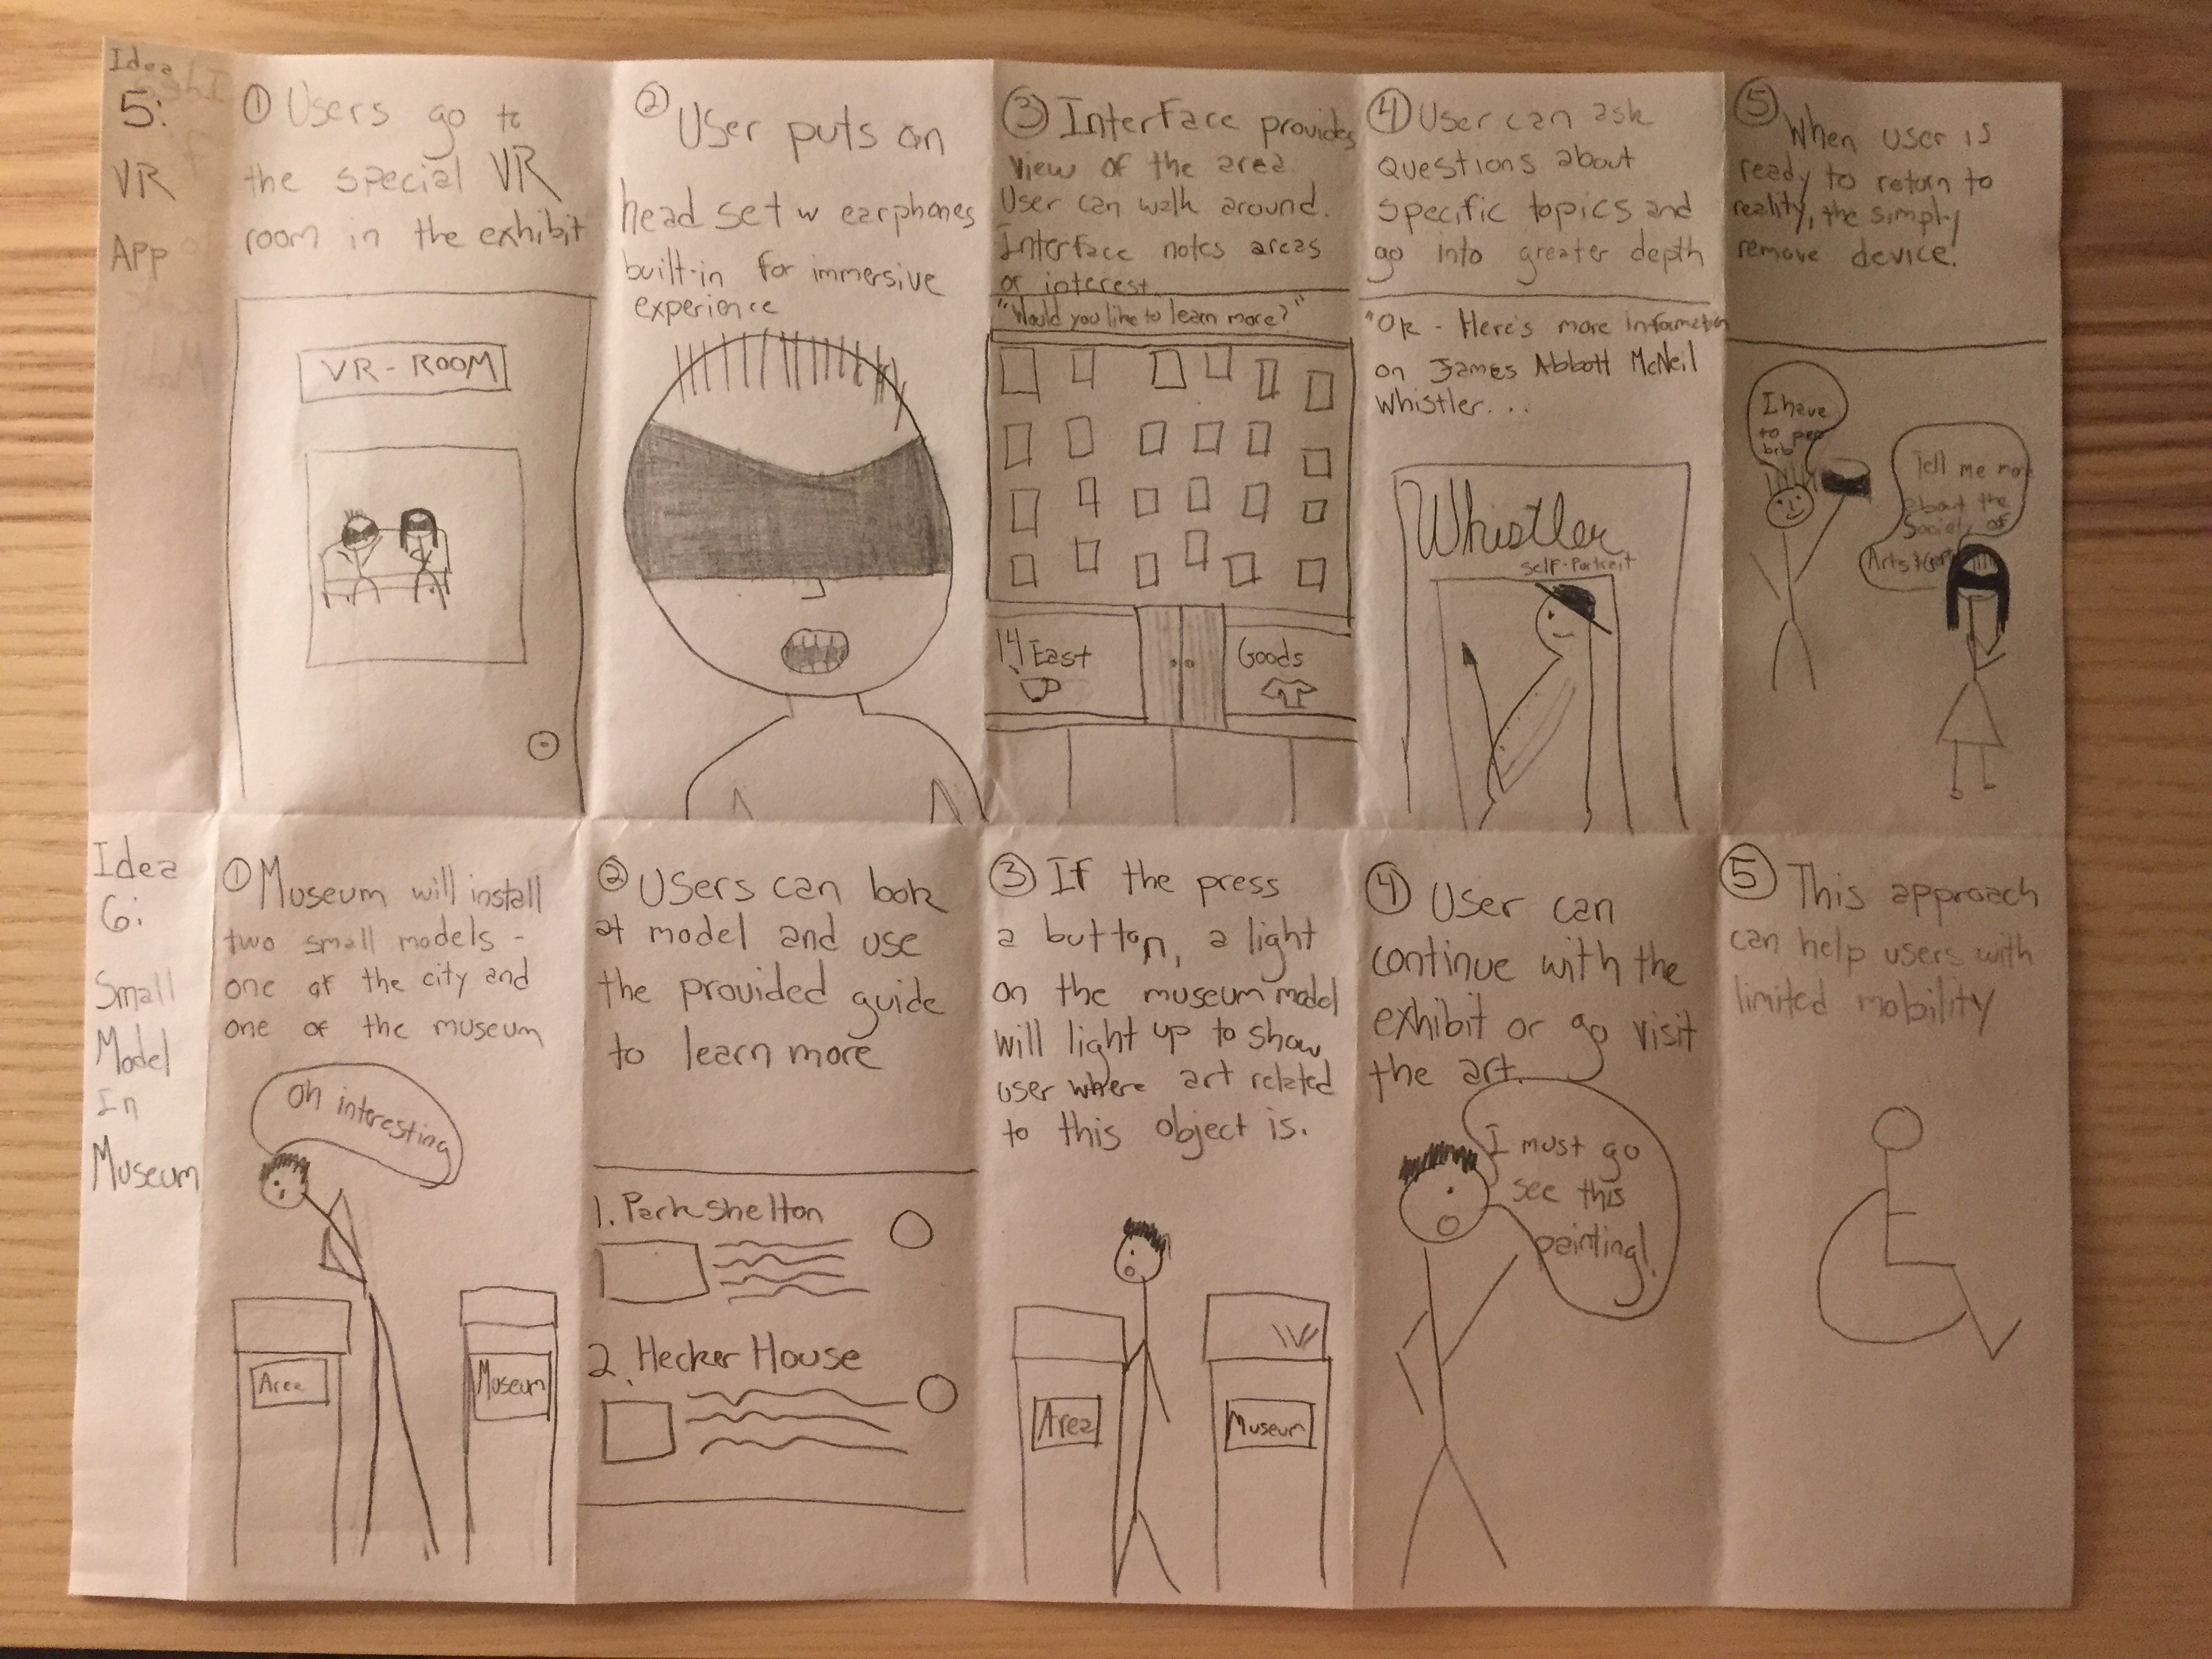 Idea
5:
VR
App
① Users go to
the special VR
room in the exhibit
VR-ROOM
② User puts on
head set w earphones
built-in for immersive
experience
③ Interface provides
view of the area
User can walk around.
Interface notes areas
of interest.
"Would you like to learn more?"
14 East
Goods
④ User can ask
questions about
specific topics and
go into greater depth
"Ok - Here's more information
on James Abbott McNeil
Whistler...
Whistler
self-Portrait
⑤ When user is
ready to return to
reality, the simply
remove device.
I have
to pee
brb
Tell me more
about the
Society of
Arts &
Idea
6:
Small
Model
In
Museum
① Museum will install
two small models -
one of the city and
one of the museum
Oh interesting
Area
Museum
② Users can look
at model and use
the provided guide
to learn more
1. Park Shelton
2. Hecker House
③ If the press
a button, a light
on the museum model
will light up to show
user where art related
to this object is.
Area
Museum
④ User can
continue with the
exhibit or go visit
the art.
I must go
see this
painting!
⑤ This approach
can help users with
limited mobility